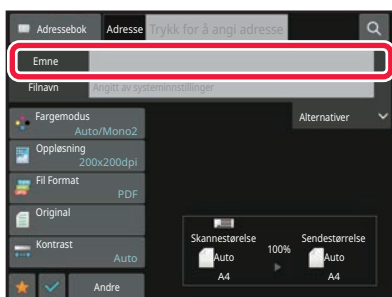 Adressebok Adresse Trykk for å angi adresse
Emne
Filnavn Angitt av systeminnstillinger
Fargemodus
Auto/Mono2
Alternativer
Oppløsning
200x200dpi
Fil Format
PDF
Original
Kontrast
Auto
Skannestørelse 100% Sendestørrelse
Auto Auto
A4 A4
Andre